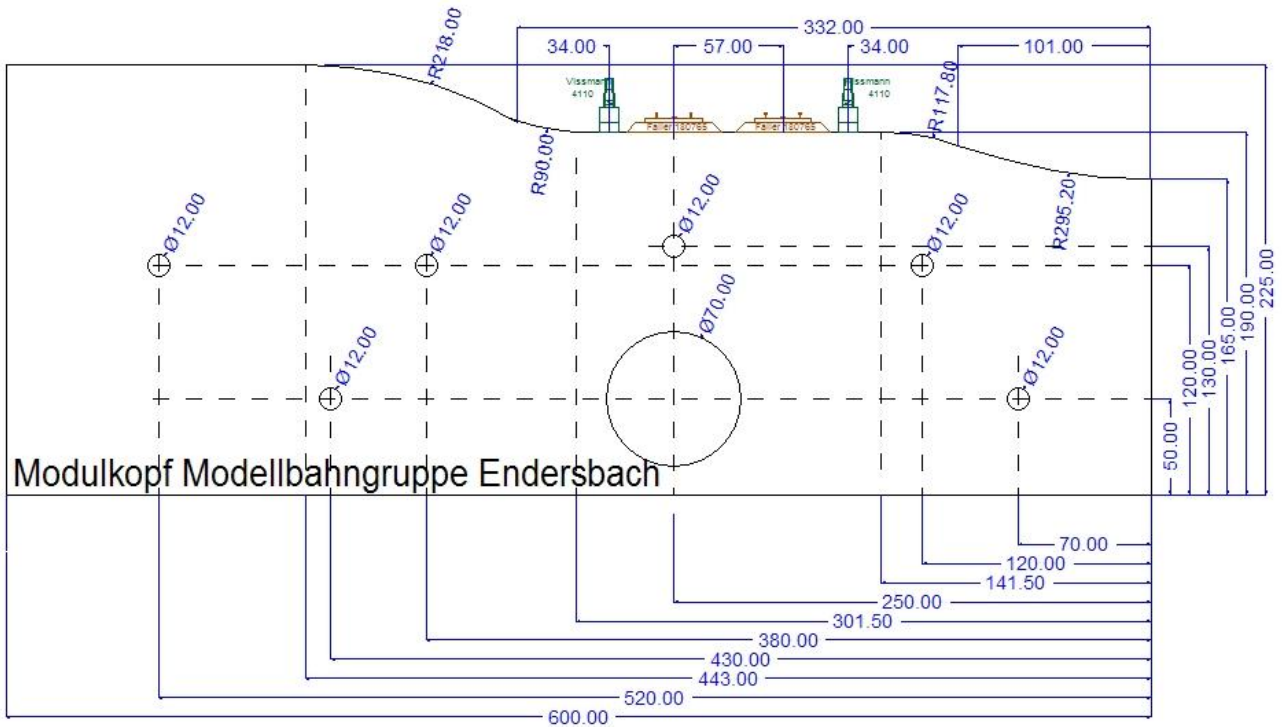 332.00
34.00
57.00
34.00
101.00
R218.00
Vissmann
4110
4110
Faller 180765
Faller 180765
R117.80
R90.00
R295.20
Ø12.00
Ø12.00
Ø12.00
Ø12.00
Ø70.00
Ø12.00
Ø12.00
50.00
120.00
130.00
165.00
190.00
225.00
Modulkopf Modellbahngruppe Endersbach
70.00
120.00
141.50
250.00
301.50
380.00
430.00
443.00
520.00
600.00